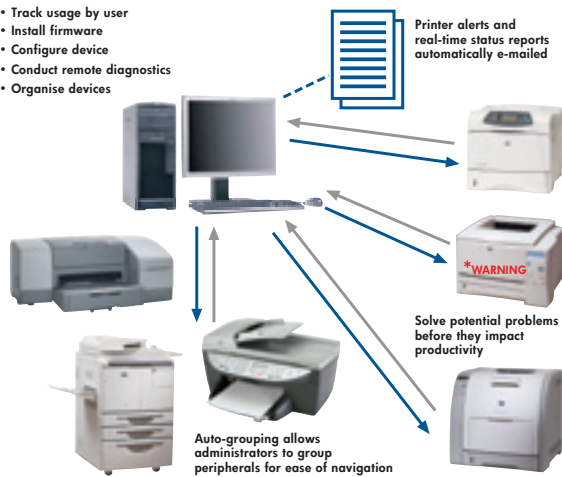 • Track usage by user
• Install firmware
• Configure device
• Conduct remote diagnostics
• Organise devices
Printer alerts and
real-time status reports
automatically e-mailed
*WARNING
Solve potential problems
before they impact
productivity
Auto-grouping allows
administrators to group
peripherals for ease of navigation